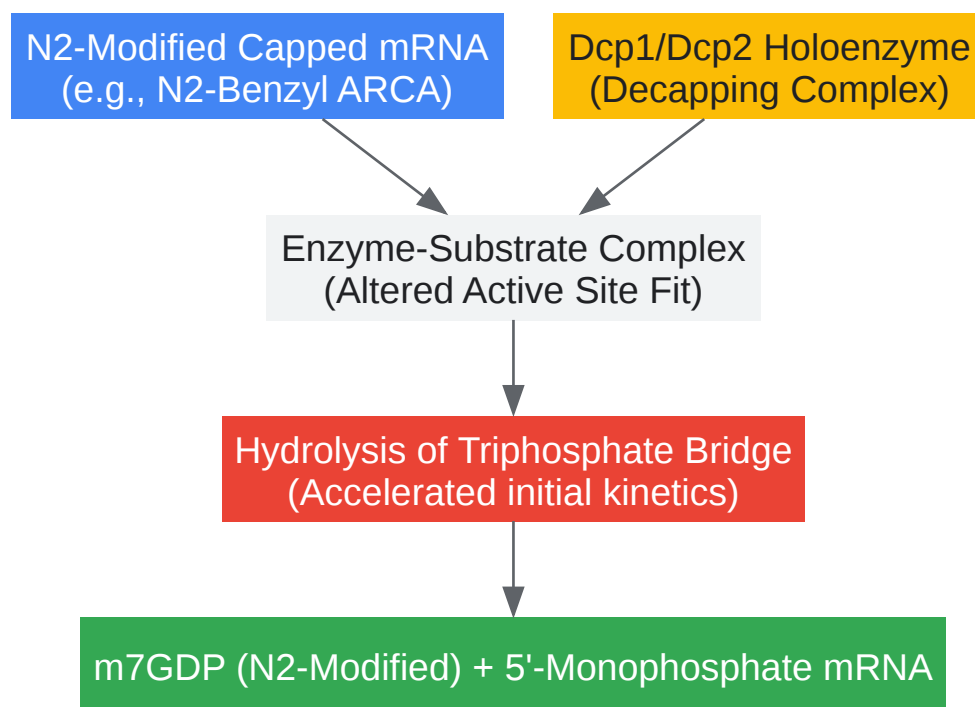 N2-Modified Capped mRNA
(e.g., N2-Benzyl ARCA)
Dcp1/Dcp2 Holoenzyme
(Decapping Complex)
Enzyme-Substrate Complex
(Altered Active Site Fit)
Hydrolysis of Triphosphate Bridge
(Accelerated initial kinetics)
m7GDP (N2-Modified) + 5'-Monophosphate mRNA